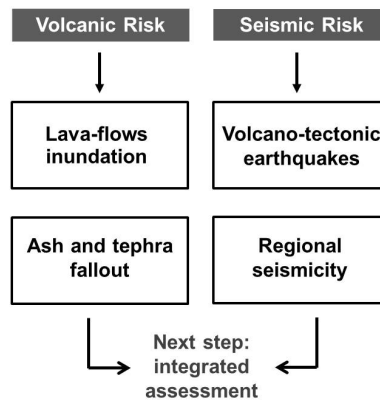 Volcanic Risk
Seismic Risk
Lava-flows
inundation
Volcano-tectonic
earthquakes
Ash and tephra
fallout
Regional
seismicity
Next step:
integrated
assessment